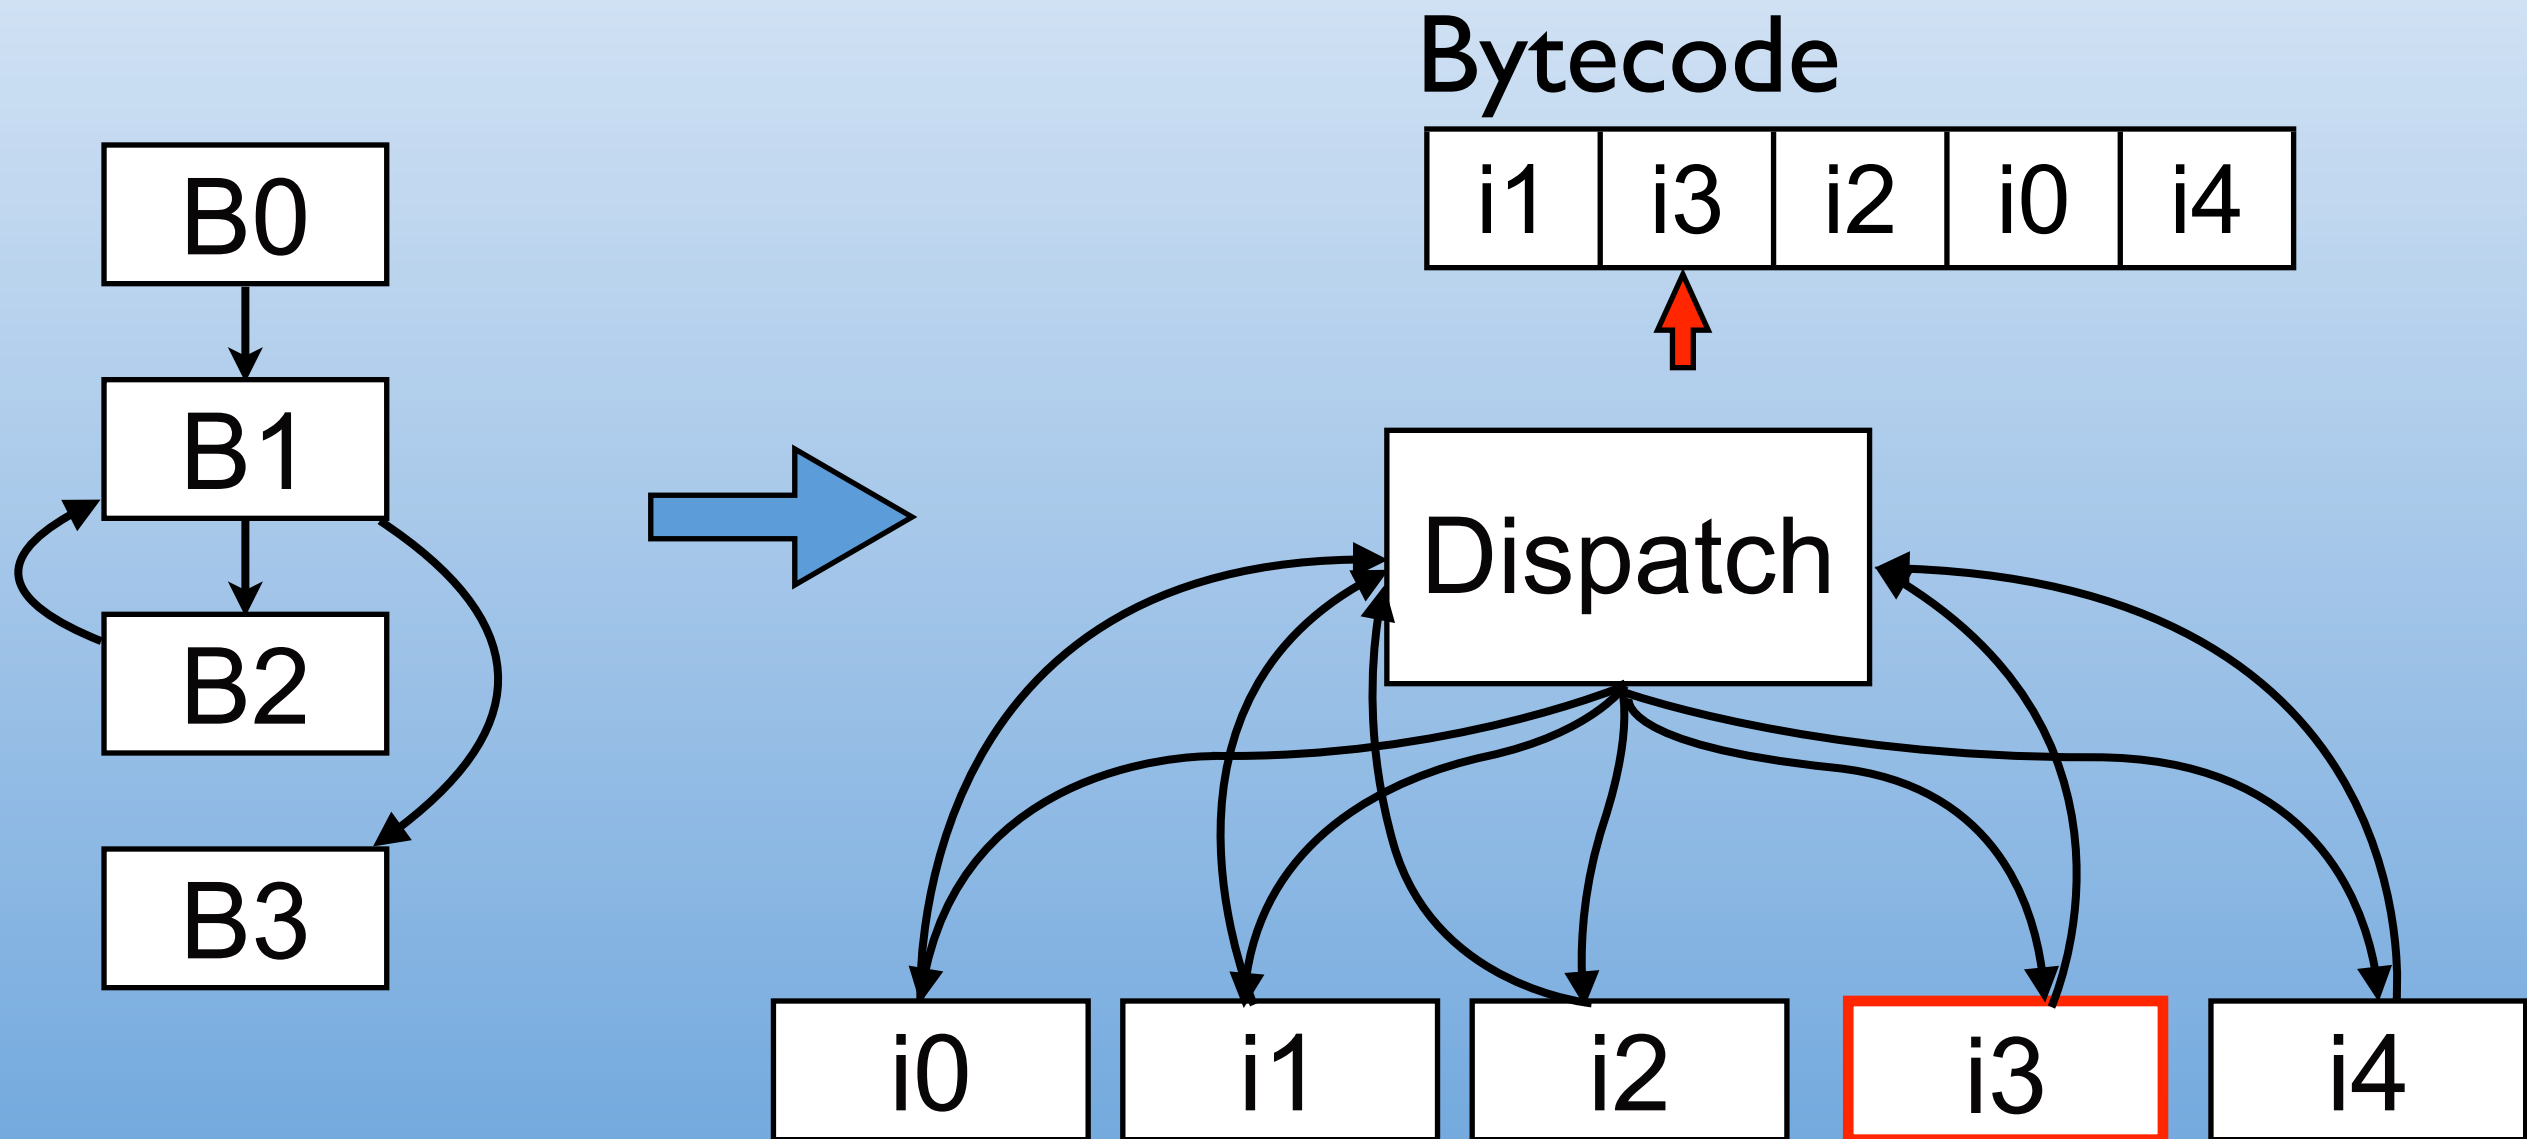 Bytecode
i1 i3 i2 i0 i4
B0
B1
B2
B3
Dispatch
i0 i1 i2 i3 i4